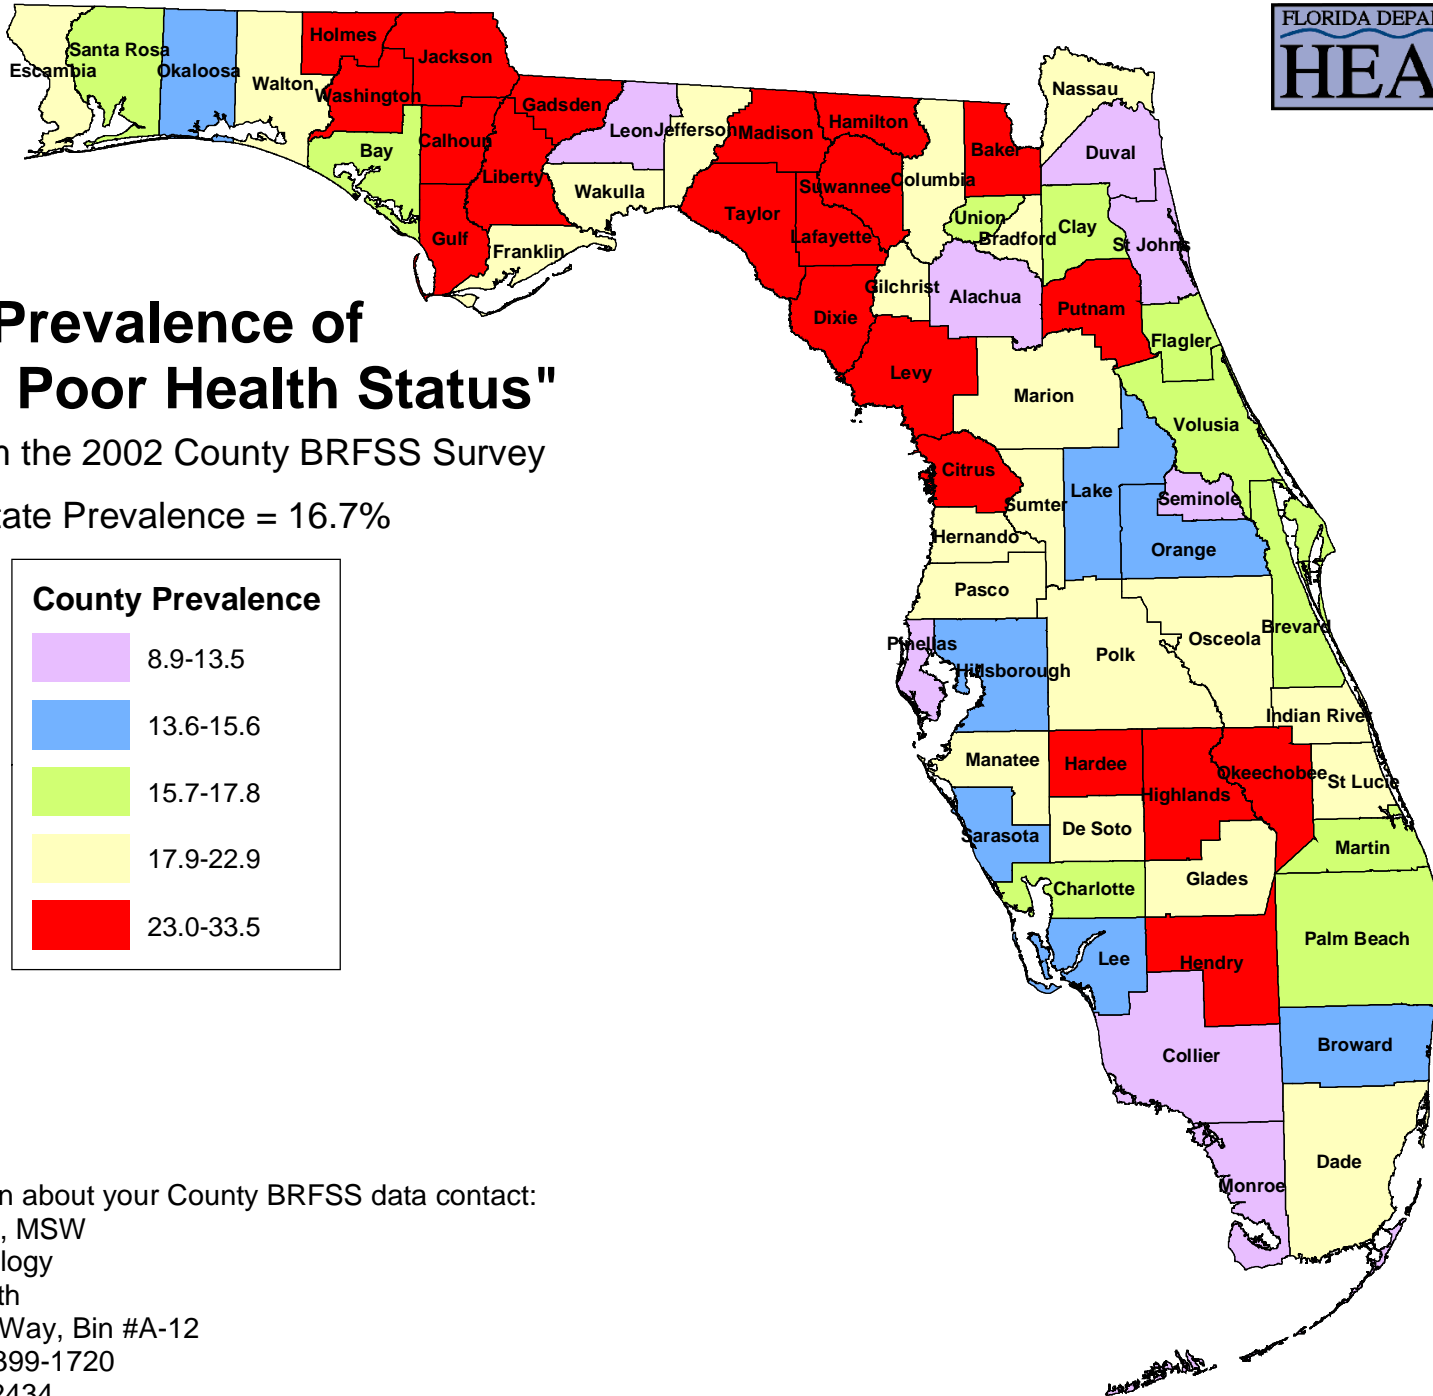 FLORIDA DEPA
HEA
Holmes
Jackson
Santa Rosa
Escambia
Okaloosa
Walton
Washington
Nassau
Gadsden
Leon
Jefferson
Madison
Hamilton
Calhoun
Bay
Baker
Duval
Liberty
Wakulla
Suwannee
Columbia
Taylor
Union
Clay
Gulf
Franklin
Lafayette
Bradford
St Johns
Gilchrist
Alachua
Putnam
Dixie
Flagler
Levy
Marion
Volusia
Citrus
Lake
Seminole
Sumter
Hernando
Orange
Pasco
Brevard
Osceola
Pinellas
Polk
Hillsborough
Indian River
Manatee
Hardee
Okeechobee
St Lucie
Highlands
Sarasota
De Soto
Martin
Charlotte
Glades
Palm Beach
Lee
Hendry
Collier
Broward
Dade
Monroe
Prevalence of
Poor Health Status"
n the 2002 County BRFSS Survey
tate Prevalence = 16.7%
County Prevalence
8.9-13.5
13.6-15.6
15.7-17.8
17.9-22.9
23.0-33.5
n about your County BRFSS data contact:
, MSW
logy
th
Way, Bin #A-12
399-1720
2434